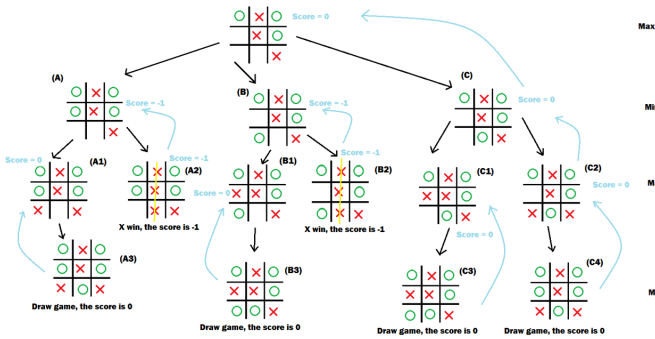 Score = 0
Max
(A)
(B)
(C)
Score = -1
Score = -1
Score = 0
Score = 0
(A1)
Score = -1
(A2)
(B1)
Score = -1
(B2)
(C1)
(C2)
Score = 0
Score = 0
X win, the score is -1
X win, the score is -1
Score = 0
(A3)
(B3)
(C3)
(C4)
Draw game, the score is 0
Draw game, the score is 0
Draw game, the score is 0
Draw game, the score is 0